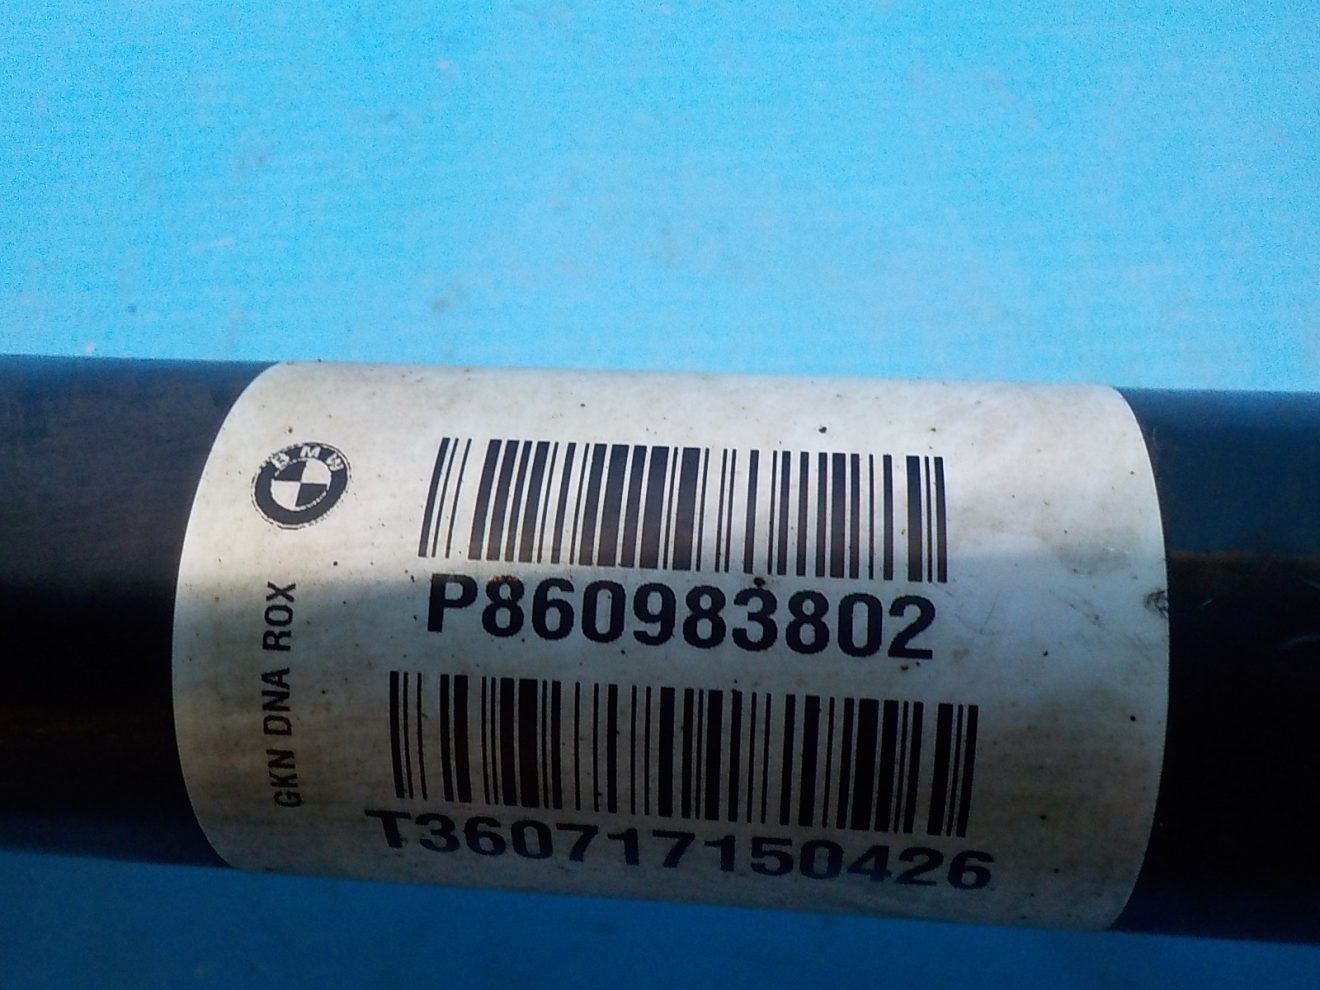 BMW
GKN DNA ROX
P860983802
T360717150426